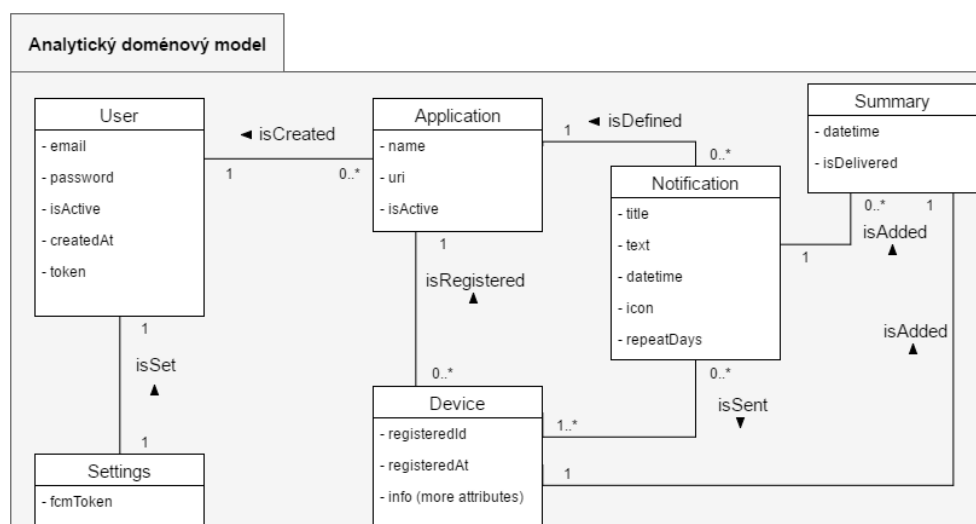 Analytický doménový model
User
- email
- password
- isActive
- createdAt
- token
◄ isCreated
1
0..*
Application
- name
- uri
- isActive
1
◄ isDefined
0..*
Notification
- title
- text
- datetime
- icon
- repeatDays
Summary
- datetime
- isDelivered
0..*
1
isAdded
▲
1
1
isRegistered
▲
0..*
1
isSet
▲
1
isAdded
▲
0..*
isSent
▼
1..*
1
Settings
- fcmToken
Device
- registeredId
- registeredAt
- info (more attributes)